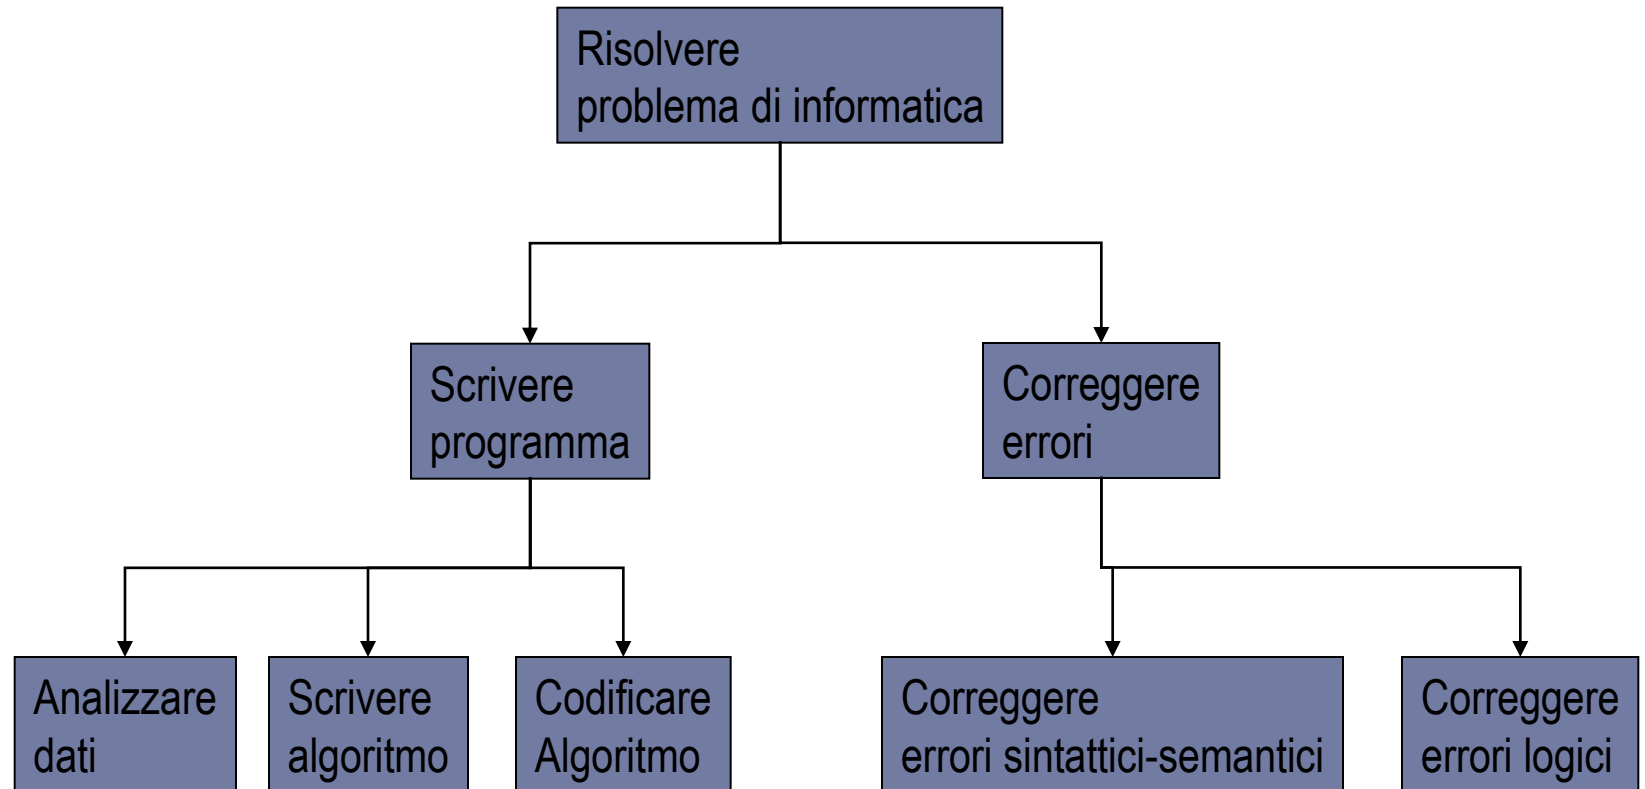 Risolvere
problema di informatica
Scrivere
programma
Correggere
errori
Analizzare
dati
Scrivere
algoritmo
Codificare
Algoritmo
Correggere
errori sintattici-semantici
Correggere
errori logici